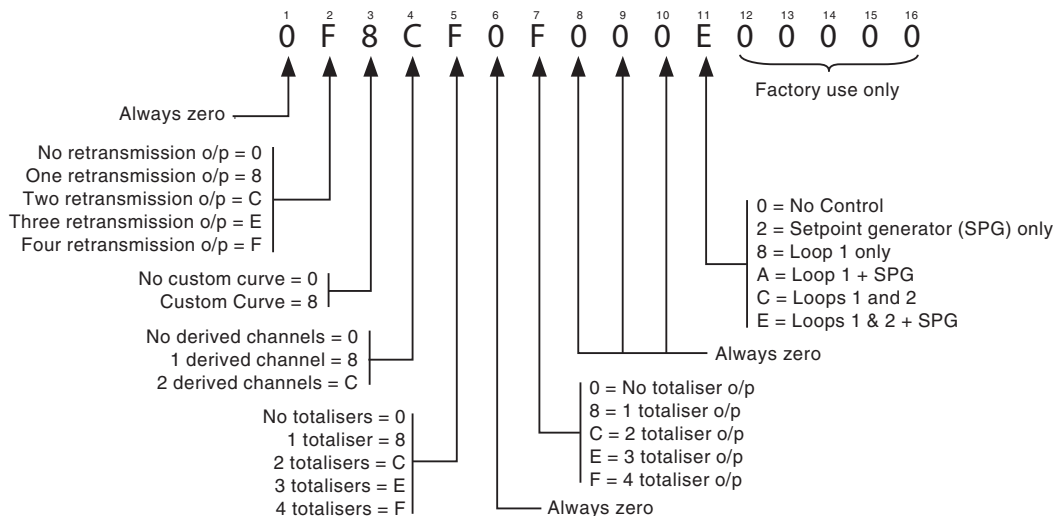 1 2 3 4 5 6 7 8 9 10 11 12 13 14 15 16
0 F 8 C F 0 F 0 0 0 E 0 0 0 0 0
Factory use only
Always zero
No retransmission o/p = 0
One retransmission o/p = 8
Two retransmission o/p = C
Three retransmission o/p = E
Four retransmission o/p = F
0 = No Control
2 = Setpoint generator (SPG) only
8 = Loop 1 only
A = Loop 1 + SPG
C = Loops 1 and 2
E = Loops 1 & 2 + SPG
No custom curve = 0
Custom Curve = 8
No derived channels = 0
1 derived channel = 8
2 derived channels = C
Always zero
No totalisers = 0
1 totaliser = 8
2 totalisers = C
3 totalisers = E
4 totalisers = F
0 = No totaliser o/p
8 = 1 totaliser o/p
C = 2 totaliser o/p
E = 3 totaliser o/p
F = 4 totaliser o/p
Always zero